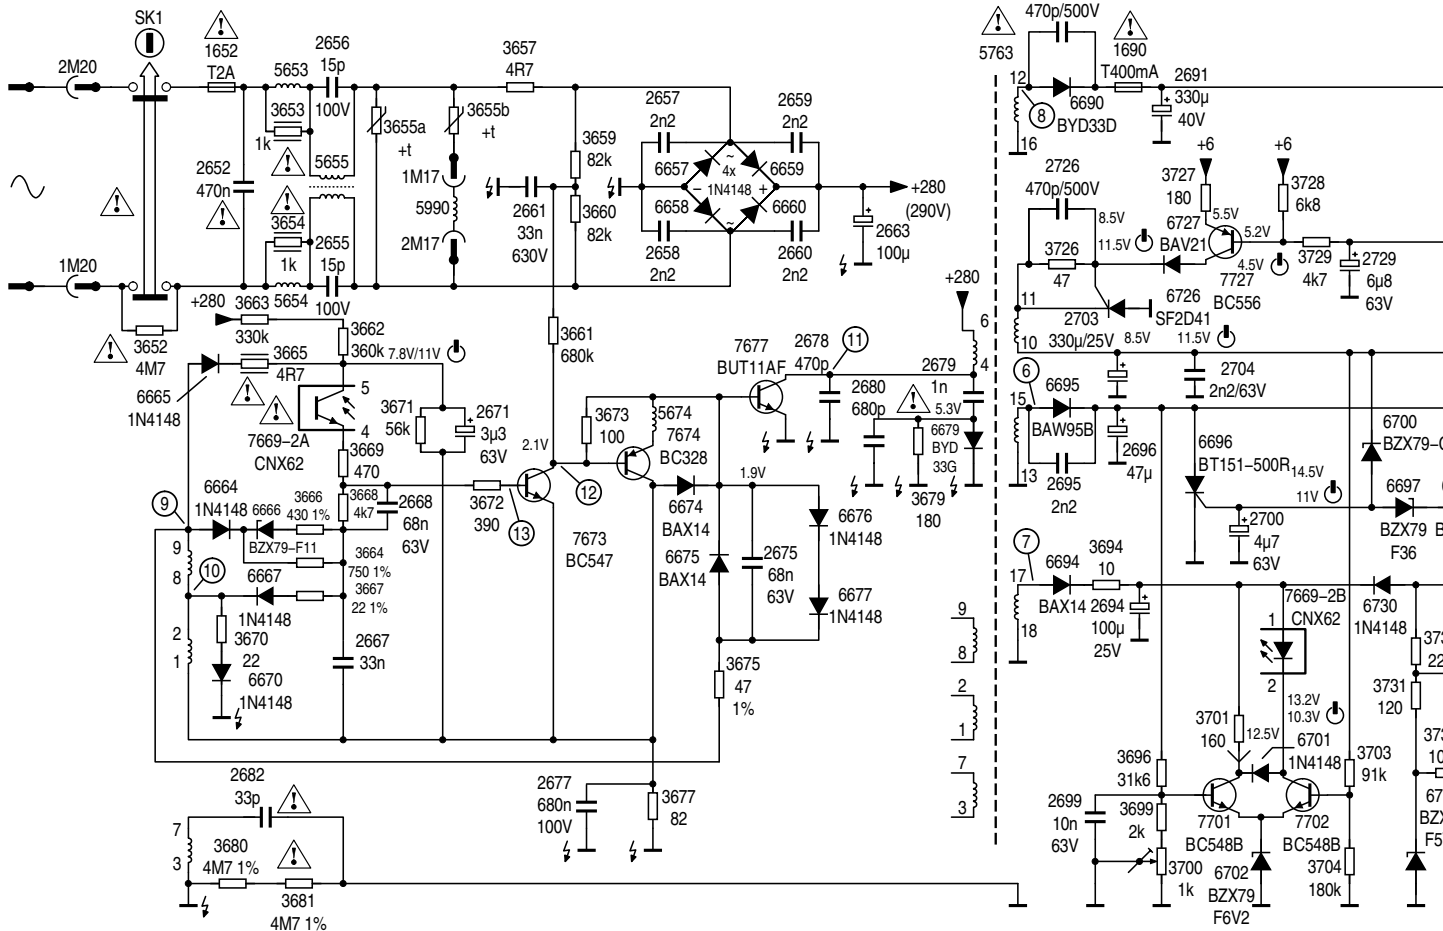 SK1
2M20
1652
T2A
5653
2656
15p
100V
3653
1k
5655
2652
470n
3654
1k
2655
15p
100V
5654
1M20
3652
4M7
3655a
+t
3655b
+t
1M17
5990
2M17
3657
4R7
3659
82k
3660
82k
2661
33n
630V
2657
2n2
2659
2n2
6657
6659
~
4x
1N4148
−
+
6658
6660
~
2658
2n2
2660
2n2
+280
(290V)
2663
100µ
+280
3663
330k
3662
360k
7.8V/11V
6665
1N4148
3665
4R7
5
4
7669-2A
CNX62
3671
56k
2671
3µ3
63V
3669
470
3668
4k7
2668
68n
63V
9
6664
1N4148
6666
BZX79-F11
3666
430 1%
3664
750 1%
9
8
10
6667
1N4148
3667
22 1%
3670
22
6670
1N4148
2
1
2667
33n
3661
680k
2.1V
3672
390
13
12
7673
BC547
3673
100
5674
7674
BC328
7677
BUT11AF
2678
470p
11
1.9V
6674
BAX14
6675
BAX14
2675
68n
63V
6676
1N4148
6677
1N4148
3675
47
1%
2680
680p
3679
180
2679
1n
5.3V
6679
BYD
33G
+280
6
4
9
8
2
1
7
3
2682
33p
7
3
3680
4M7 1%
3681
4M7 1%
2677
680n
100V
3677
82
5763
470p/500V
12
8
16
6690
BYD33D
1690
T400mA
2691
330µ
40V
2726
470p/500V
3726
47
8.5V
11.5V
+6
3727
180
6727
BAV21
5.5V
5.2V
4.5V
7727
BC556
+6
3728
6k8
3729
4k7
2729
6µ8
63V
11
10
2703
330µ/25V
6726
SF2D41
8.5V
11.5V
2704
2n2/63V
6
15
13
6695
BAW95B
2695
2n2
2696
47µ
6696
BT151-500R
14.5V
11V
2700
4µ7
63V
6700
BZX79-C
6697
BZX79
F36
7
17
18
6694
BAX14
3694
10
2694
100µ
25V
7669-2B
CNX62
1
2
6730
1N4148
3731
120
13.2V
10.3V
3701
160
12.5V
6701
1N4148
3703
91k
3696
31k6
2699
10n
63V
3699
2k
3700
1k
7701
BC548B
7702
BC548B
6702
BZX79
F6V2
3704
180k